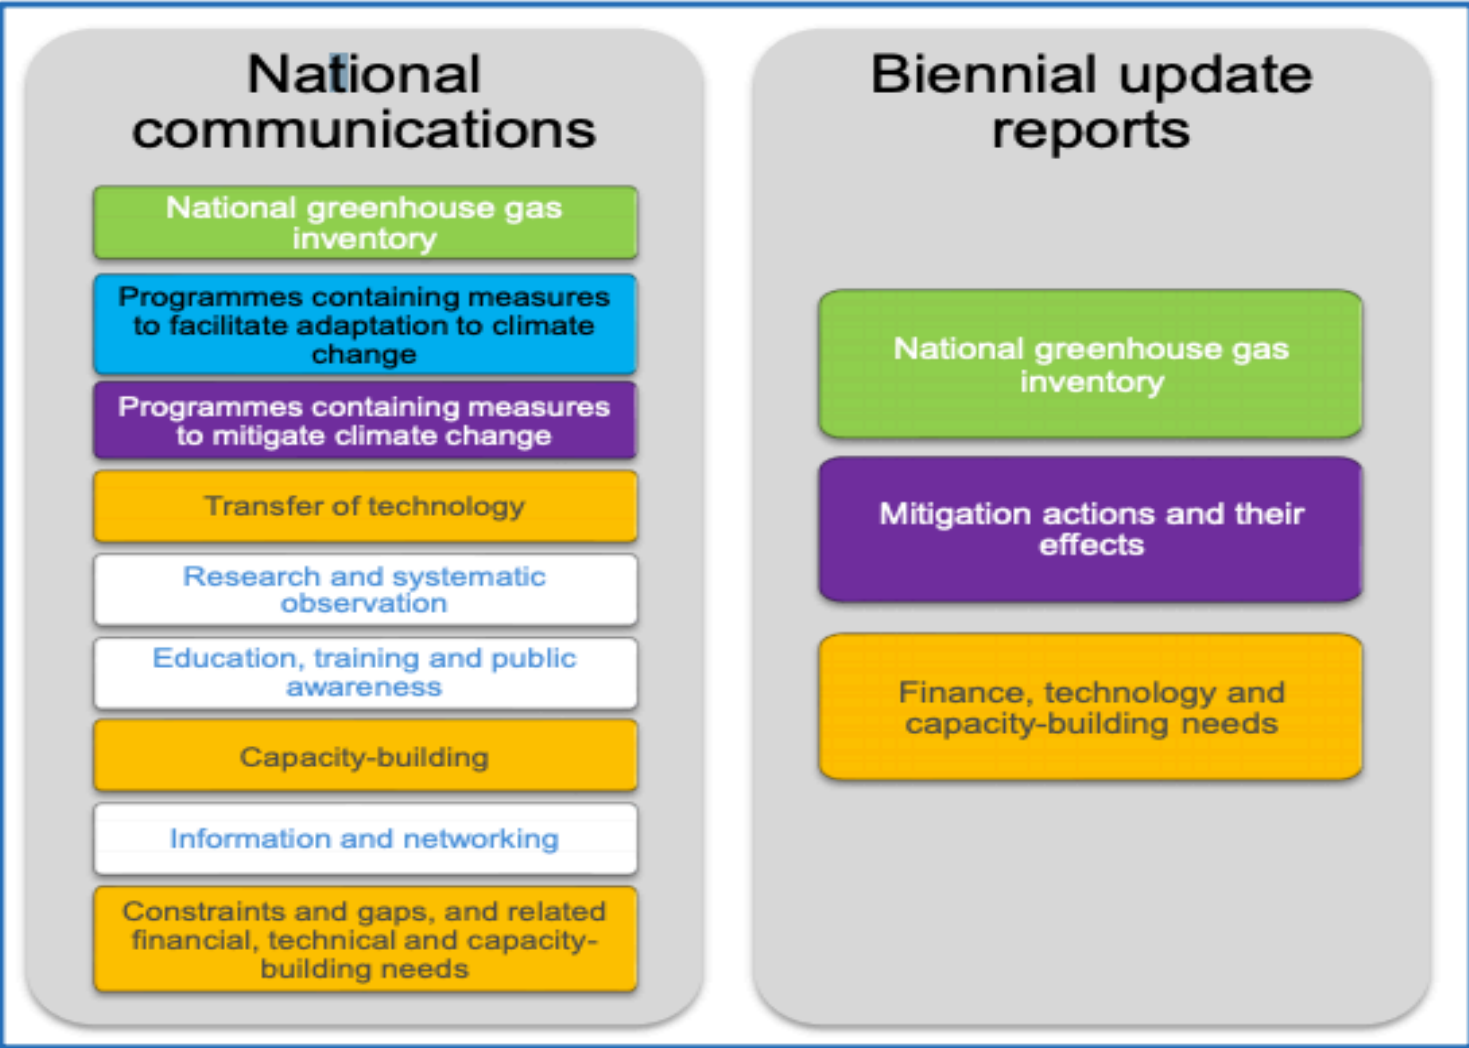 National
communications
National greenhouse gas
inventory
Programmes containing measures
to facilitate adaptation to climate
change
Programmes containing measures
to mitigate climate change
Transfer of technology
Research and systematic
observation
Education, training and public
awareness
Capacity-building
Information and networking
Constraints and gaps, and related
financial, technical and capacity-
building needs
Biennial update
reports
National greenhouse gas
inventory
Mitigation actions and their
effects
Finance, technology and
capacity-building needs